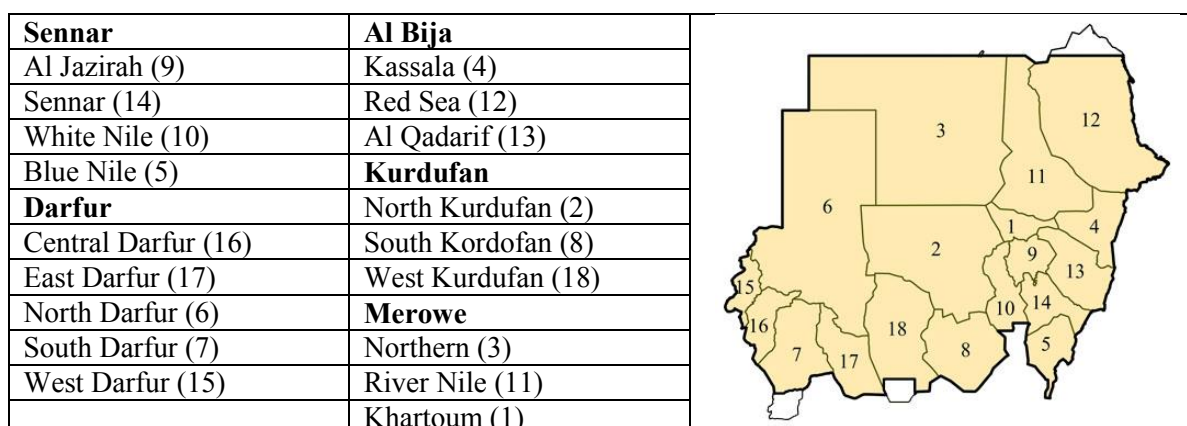 Sennar Al Bija
Al Jazirah (9) Kassala (4)
Sennar (14) Red Sea (12)
White Nile (10) Al Qadarif (13)
Blue Nile (5) Kurdufan
Darfur North Kurdufan (2)
Central Darfur (16) South Kordofan (8)
East Darfur (17) West Kurdufan (18)
North Darfur (6) Merowe
South Darfur (7) Northern (3)
West Darfur (15) River Nile (11)
Khartoum (1)
12
3
11
6
4
1
2
9
13
15
10
14
16
18
5
7
17
8